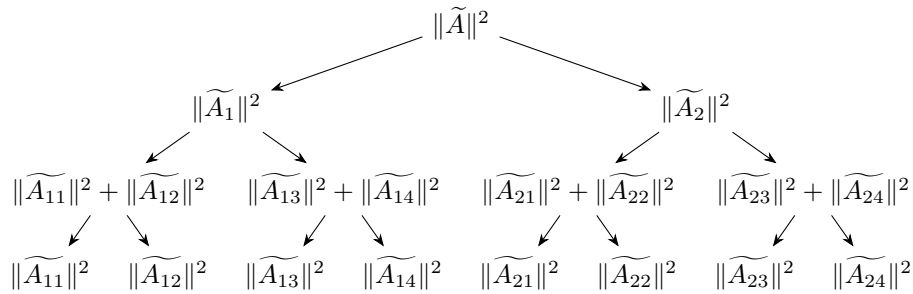 ‖Ã‖²
‖Ã₁‖² ‖Ã₂‖²
‖Ã₁₁‖² + ‖Ã₁₂‖² ‖Ã₁₃‖² + ‖Ã₁₄‖² ‖Ã₂₁‖² + ‖Ã₂₂‖² ‖Ã₂₃‖² + ‖Ã₂₄‖²
‖Ã₁₁‖² ‖Ã₁₂‖² ‖Ã₁₃‖² ‖Ã₁₄‖² ‖Ã₂₁‖² ‖Ã₂₂‖² ‖Ã₂₃‖² ‖Ã₂₄‖²